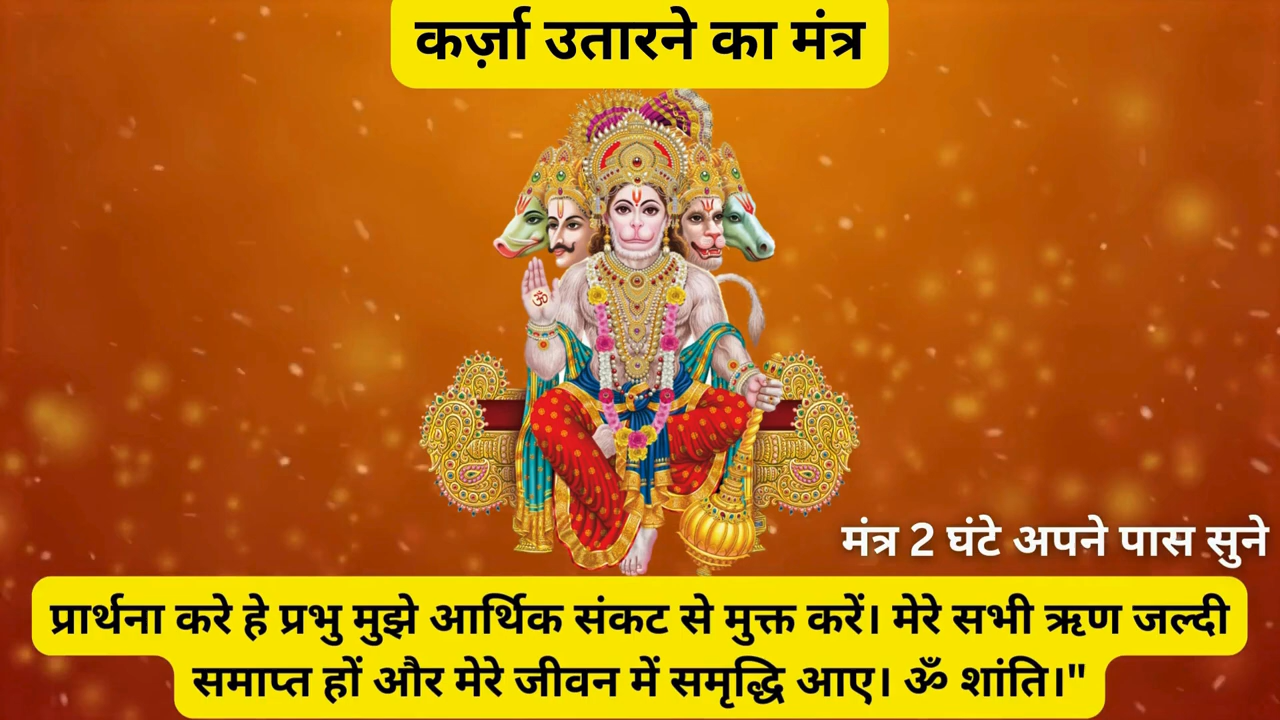 कर्ज़ा उतारने का मंत्र
ॐ
मंत्र 2 घंटे अपने पास सुने
प्रार्थना करे हे प्रभु मुझे आर्थिक संकट से मुक्त करें। मेरे सभी ऋण जल्दी
समाप्त हों और मेरे जीवन में समृद्धि आए। ॐ शांति।"